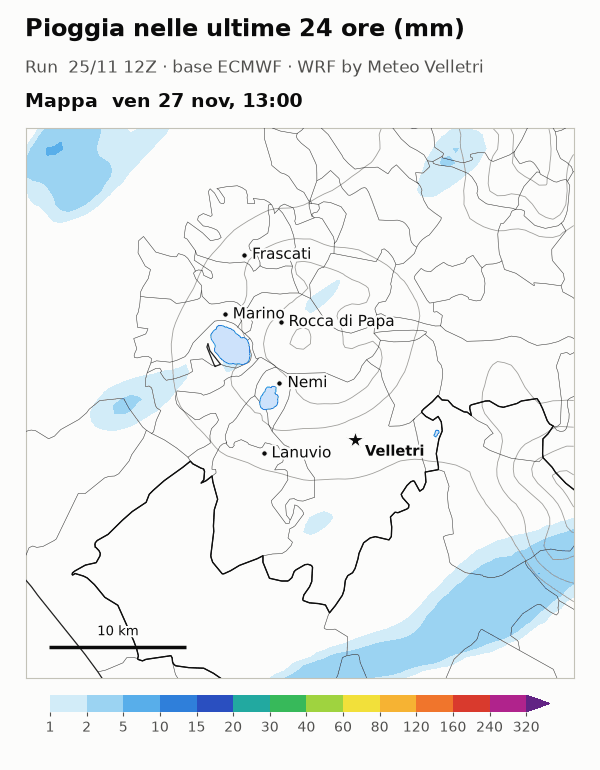 Pioggia nelle ultime 24 ore (mm)
Run  25/11 12Z · base ECMWF · WRF by Meteo Velletri
Mappa  ven 27 nov, 13:00
Frascati
Marino
Rocca di Papa
Nemi
Velletri
Lanuvio
10 km
1 2 5 10 15 20 30 40 60 80 120 160 240 320